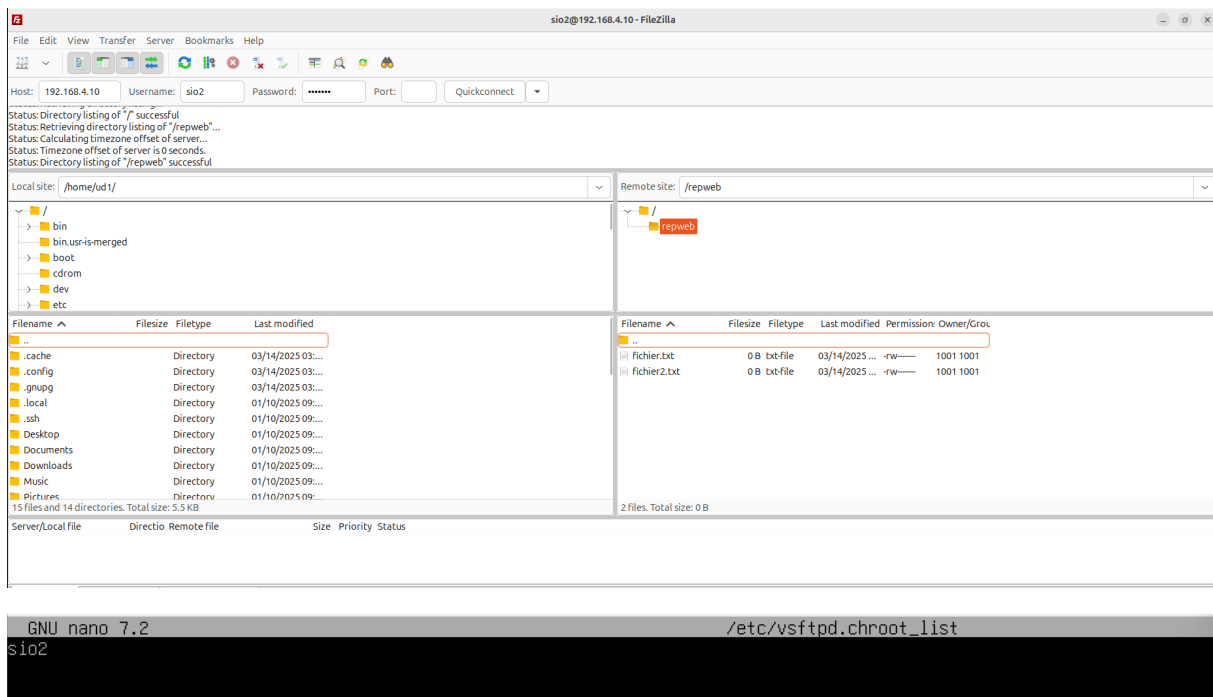 sio2@192.168.4.10 - FileZilla
File Edit View Transfer Server Bookmarks Help
Host: 192.168.4.10 Username: sio2 Password: ••••••• Port: Quickconnect
Status: Directory listing of "/" successful
Status: Retrieving directory listing of "/repweb"...
Status: Calculating timezone offset of server...
Status: Timezone offset of server is 0 seconds.
Status: Directory listing of "/repweb" successful
Local site: /home/ud1/
Remote site: /repweb
/
bin
bin.usr-is-merged
boot
cdrom
dev
etc
/
repweb
Filename Filesize Filetype Last modified
..
.cache Directory 03/14/2025 03:...
.config Directory 03/14/2025 03:...
.gnupg Directory 03/14/2025 03:...
.local Directory 01/10/2025 09:...
.ssh Directory 01/10/2025 09:...
Desktop Directory 01/10/2025 09:...
Documents Directory 01/10/2025 09:...
Downloads Directory 01/10/2025 09:...
Music Directory 01/10/2025 09:...
Pictures Directory 01/10/2025 09:...
15 files and 14 directories. Total size: 5.5 KB
Filename Filesize Filetype Last modified Permission: Owner/Grou
..
fichier.txt 0 B txt-file 03/14/2025 ... -rw------- 1001 1001
fichier2.txt 0 B txt-file 03/14/2025 ... -rw------- 1001 1001
2 files. Total size: 0 B
Server/Local file Directio Remote file Size Priority Status
GNU nano 7.2 /etc/vsftpd.chroot_list
sio2